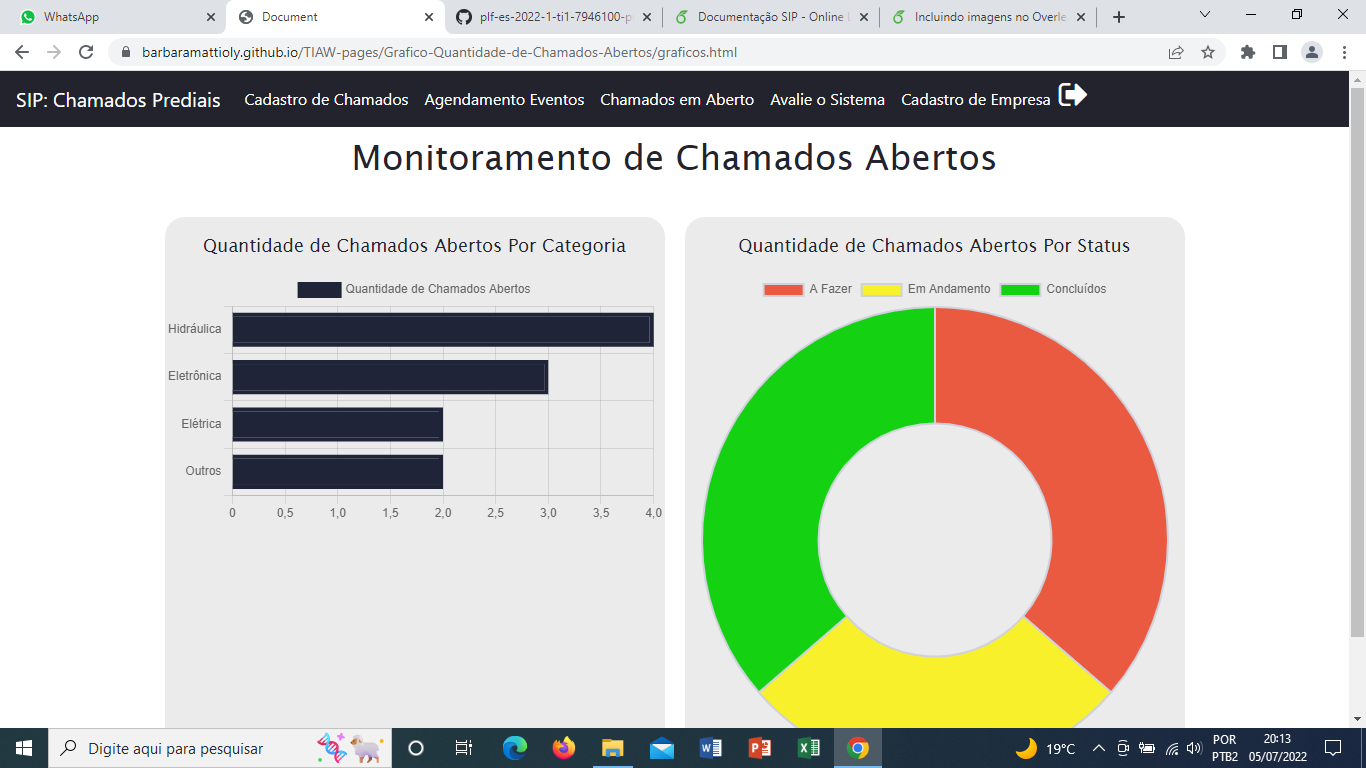 WhatsApp
Document
plf-es-2022-1-ti1-7946100-p
Documentação SIP - Online
Incluindo imagens no Overle
barbaramattioly.github.io/TIAW-pages/Grafico-Quantidade-de-Chamados-Abertos/graficos.html
SIP: Chamados Prediais Cadastro de Chamados Agendamento Eventos Chamados em Aberto Avalie o Sistema Cadastro de Empresa
Monitoramento de Chamados Abertos
Quantidade de Chamados Abertos Por Categoria
Quantidade de Chamados Abertos
Hidráulica
Eletrônica
Elétrica
Outros
0 0,5 1,0 1,5 2,0 2,5 3,0 3,5 4,0
Quantidade de Chamados Abertos Por Status
A Fazer Em Andamento Concluídos
Digite aqui para pesquisar
19°C
POR
PTB2
20:13
05/07/2022